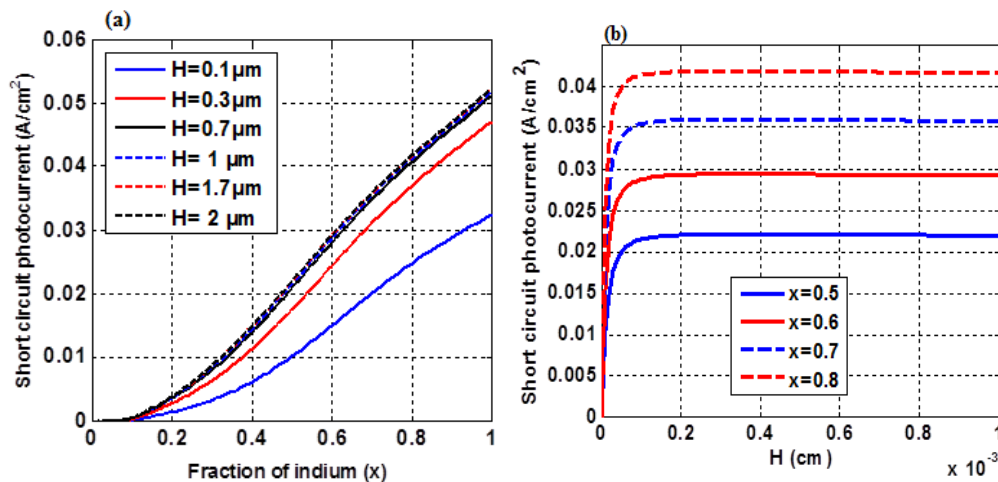 (a)
Short circuit photocurrent (A/cm²)
0.06
0.05
0.04
0.03
0.02
0.01
0
H=0.1µm
H=0.3µm
H=0.7µm
H= 1 µm
H=1.7µm
H= 2 µm
0 0.2 0.4 0.6 0.8 1
Fraction of indium (x)
(b)
Short circuit photocurrent (A/cm²)
0.04
0.035
0.03
0.025
0.02
0.015
0.01
0.005
0
x=0.5
x=0.6
x=0.7
x=0.8
0 0.2 0.4 0.6 0.8 1
H (cm)
x 10⁻³